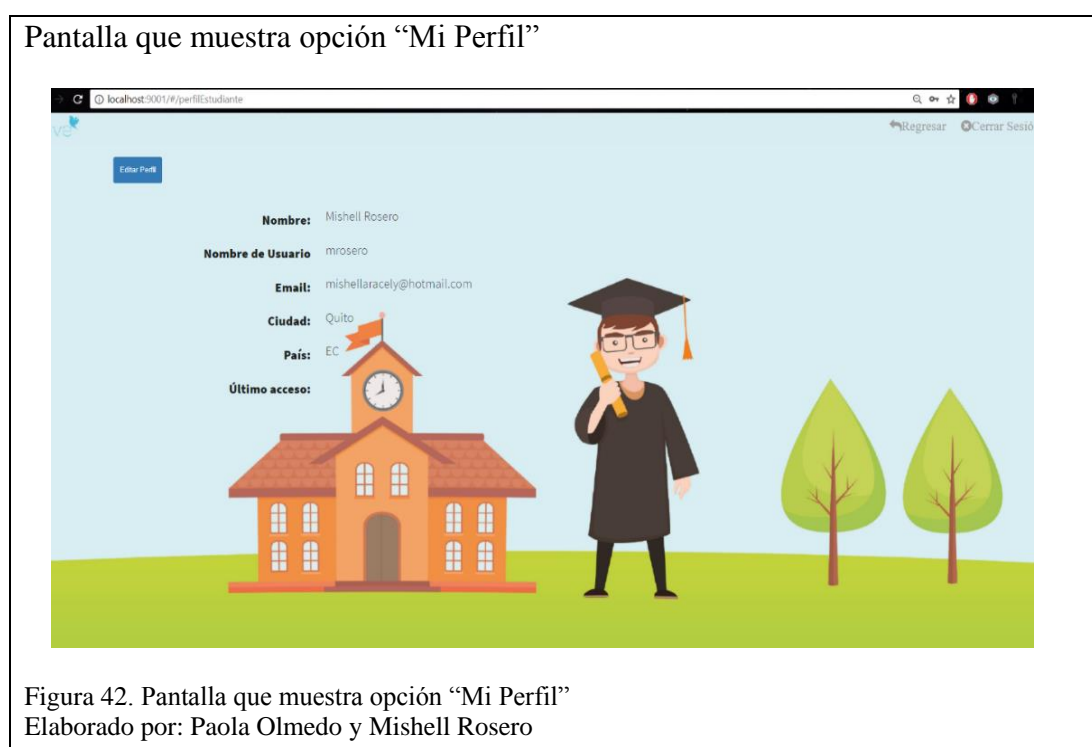 Pantalla que muestra opción “Mi Perfil”
localhost:9001/#/perfilEstudiante
ve
Regresar Cerrar Sesió
Editar Perfil
Nombre: Mishell Rosero
Nombre de Usuario mrosero
Email: mishellaracely@hotmail.com
Ciudad: Quito
País: EC
Último acceso:
Figura 42. Pantalla que muestra opción “Mi Perfil”
Elaborado por: Paola Olmedo y Mishell Rosero